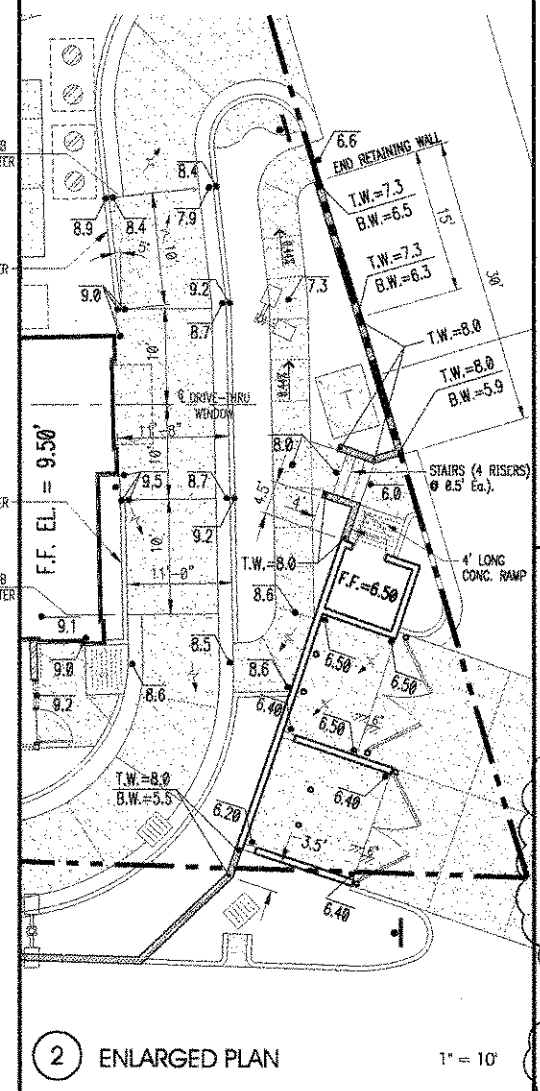 6.6
END RETAINING WALL
T.W.=7.3
B.W.=6.5
15'
T.W.=7.3
B.W.=6.3
30'
T.W.=8.0
T.W.=8.0
B.W.=5.9
8.4
7.9
8.9
8.4
5'
10'
9.0
9.2
8.7
7.3
10'
℄ DRIVE-THRU
WINDOW
11'-8"
T
10'
F.F. EL. = 9.50'
9.5
8.7
9.2
8.0
4.5'
4'
STAIRS (4 RISERS)
@ 0.5' Ea.).
6.0
10'
11'-0"
T.W.=8.0
4' LONG
CONC. RAMP
F.F.=6.50
8.6
9.1
9.0
9.2
8.5
8.6
8.6
6.50
6.50
6.40
6.50
6.40
T.W.=8.0
B.W.=5.5
6.20
3.5'
6.40
2 ENLARGED PLAN
1" = 10'